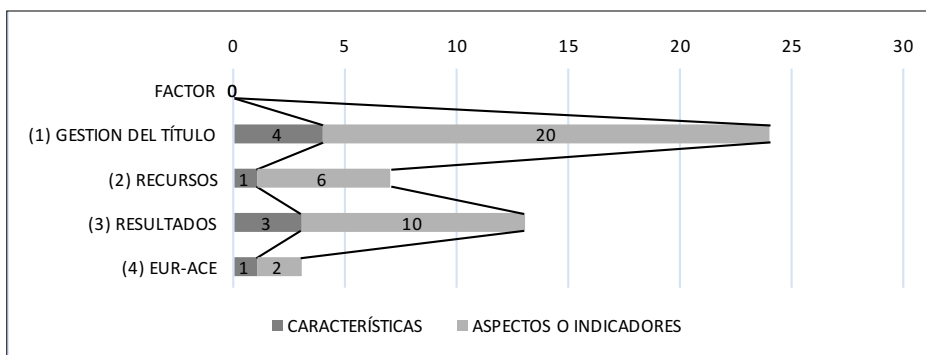 0 5 10 15 20 25 30
FACTOR 0
(1) GESTION DEL TÍTULO 4 20
(2) RECURSOS 1 6
(3) RESULTADOS 3 10
(4) EUR-ACE 1 2
CARACTERÍSTICAS ASPECTOS O INDICADORES